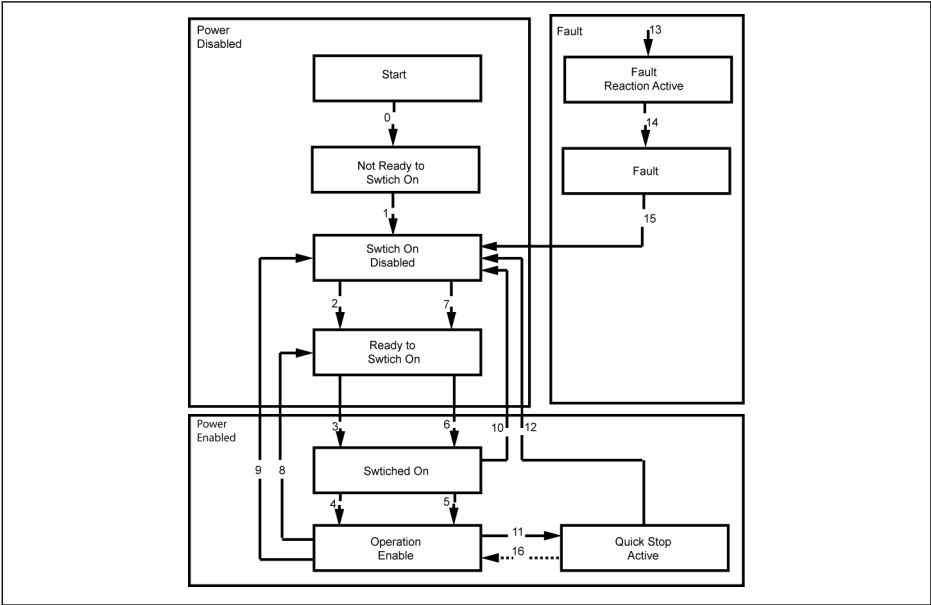 Power
Disabled
Start
0
Not Ready to
Swtich On
1
Swtich On
Disabled
2
7
Ready to
Swtich On
Fault
13
Fault
Reaction Active
14
Fault
15
Power
Enabled
3
6
10
12
Swtiched On
9
8
4
5
Operation
Enable
11
16
Quick Stop
Active